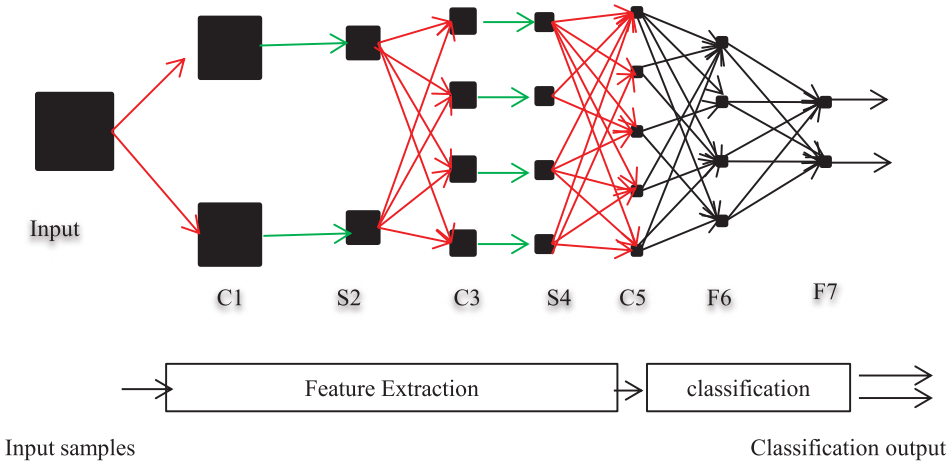 Input
C1
S2
C3
S4
C5
F6
F7
Feature Extraction
classification
Input samples
Classification output